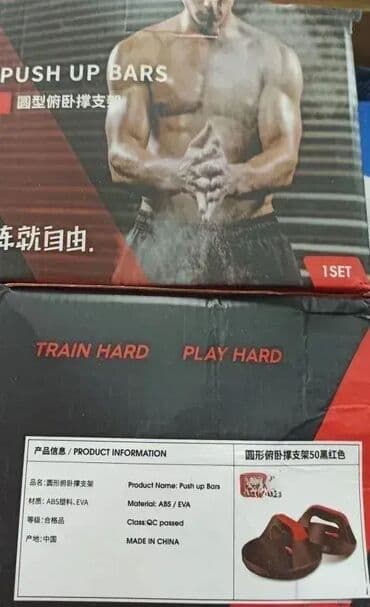 PUSH UP BARS
圆型俯卧撑支架
就自由.
1SET
TRAIN HARD PLAY HARD
产品信息 / PRODUCT INFORMATION
圆形俯卧撑支架50黑红色
品名: 圆形俯卧撑支架 Product Name: Push up Bars
材质: ABS塑料、EVA Material: ABS / EVA
等级: 合格品 Class:QC passed
产地: 中国 MADE IN CHINA